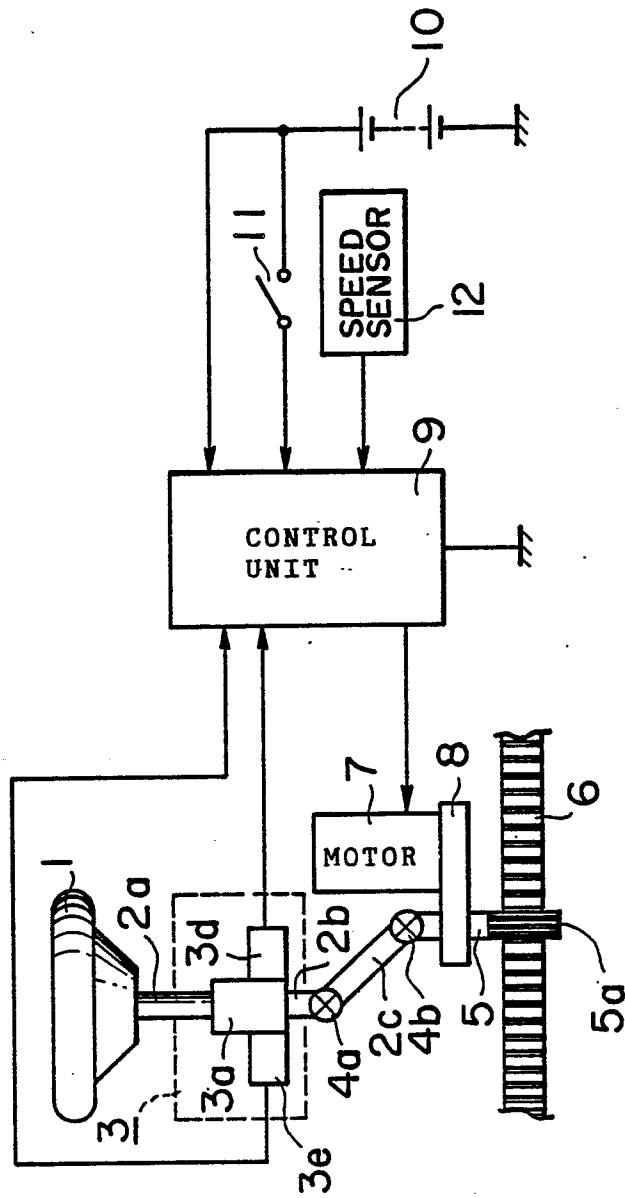 1
2a
3
3a
3d
3e
2b
4a
2c
4b
5
5a
6
7
MOTOR
8
CONTROL
UNIT
9
10
11
SPEED
SENSOR
12